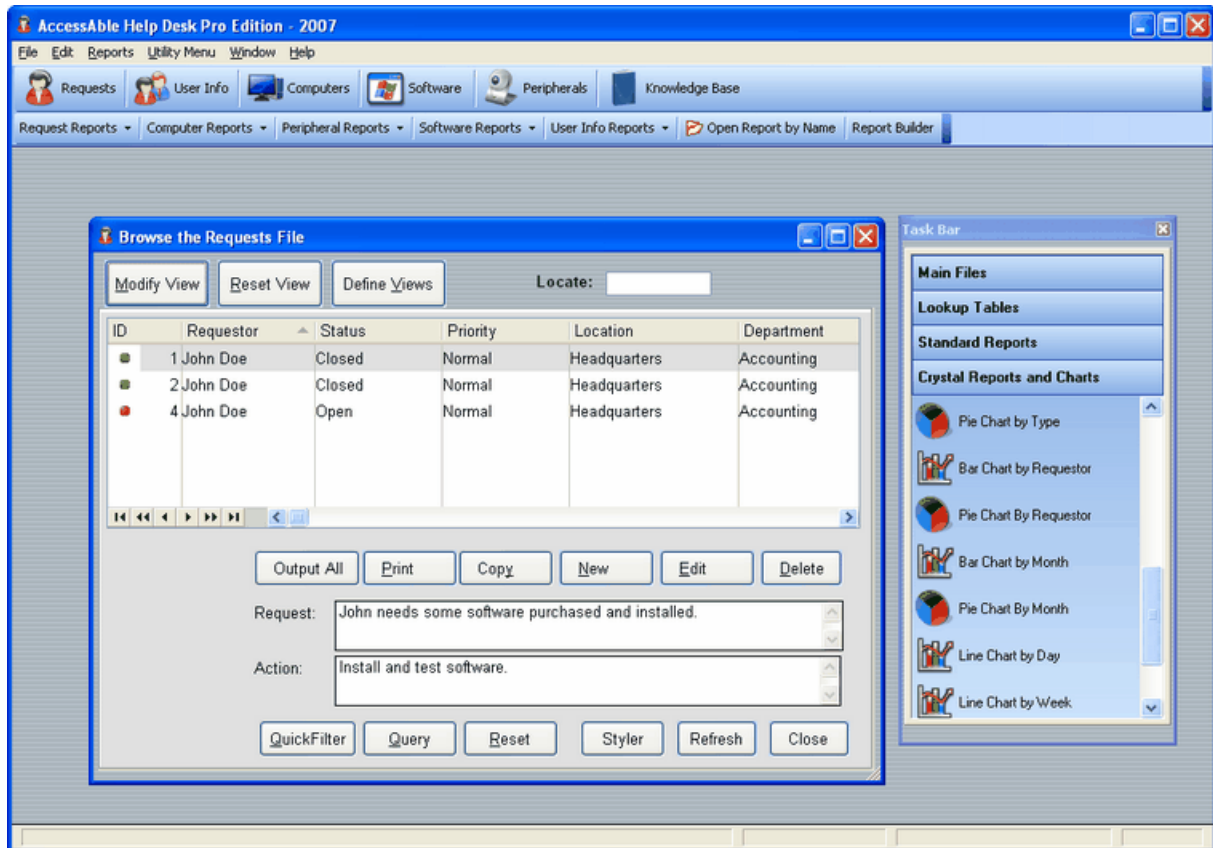 AccessAble Help Desk Pro Edition - 2007
File Edit Reports Utility Menu Window Help
Requests User Info Computers Software Peripherals Knowledge Base
Request Reports Computer Reports Peripheral Reports Software Reports User Info Reports Open Report by Name Report Builder
Browse the Requests File
Modify View Reset View Define Views Locate:
ID Requestor Status Priority Location Department
1 John Doe Closed Normal Headquarters Accounting
2 John Doe Closed Normal Headquarters Accounting
4 John Doe Open Normal Headquarters Accounting
Output All Print Copy New Edit Delete
Request: John needs some software purchased and installed.
Action: Install and test software.
QuickFilter Query Reset Styler Refresh Close
Task Bar
Main Files
Lookup Tables
Standard Reports
Crystal Reports and Charts
Pie Chart by Type
Bar Chart by Requestor
Pie Chart By Requestor
Bar Chart by Month
Pie Chart By Month
Line Chart by Day
Line Chart by Week